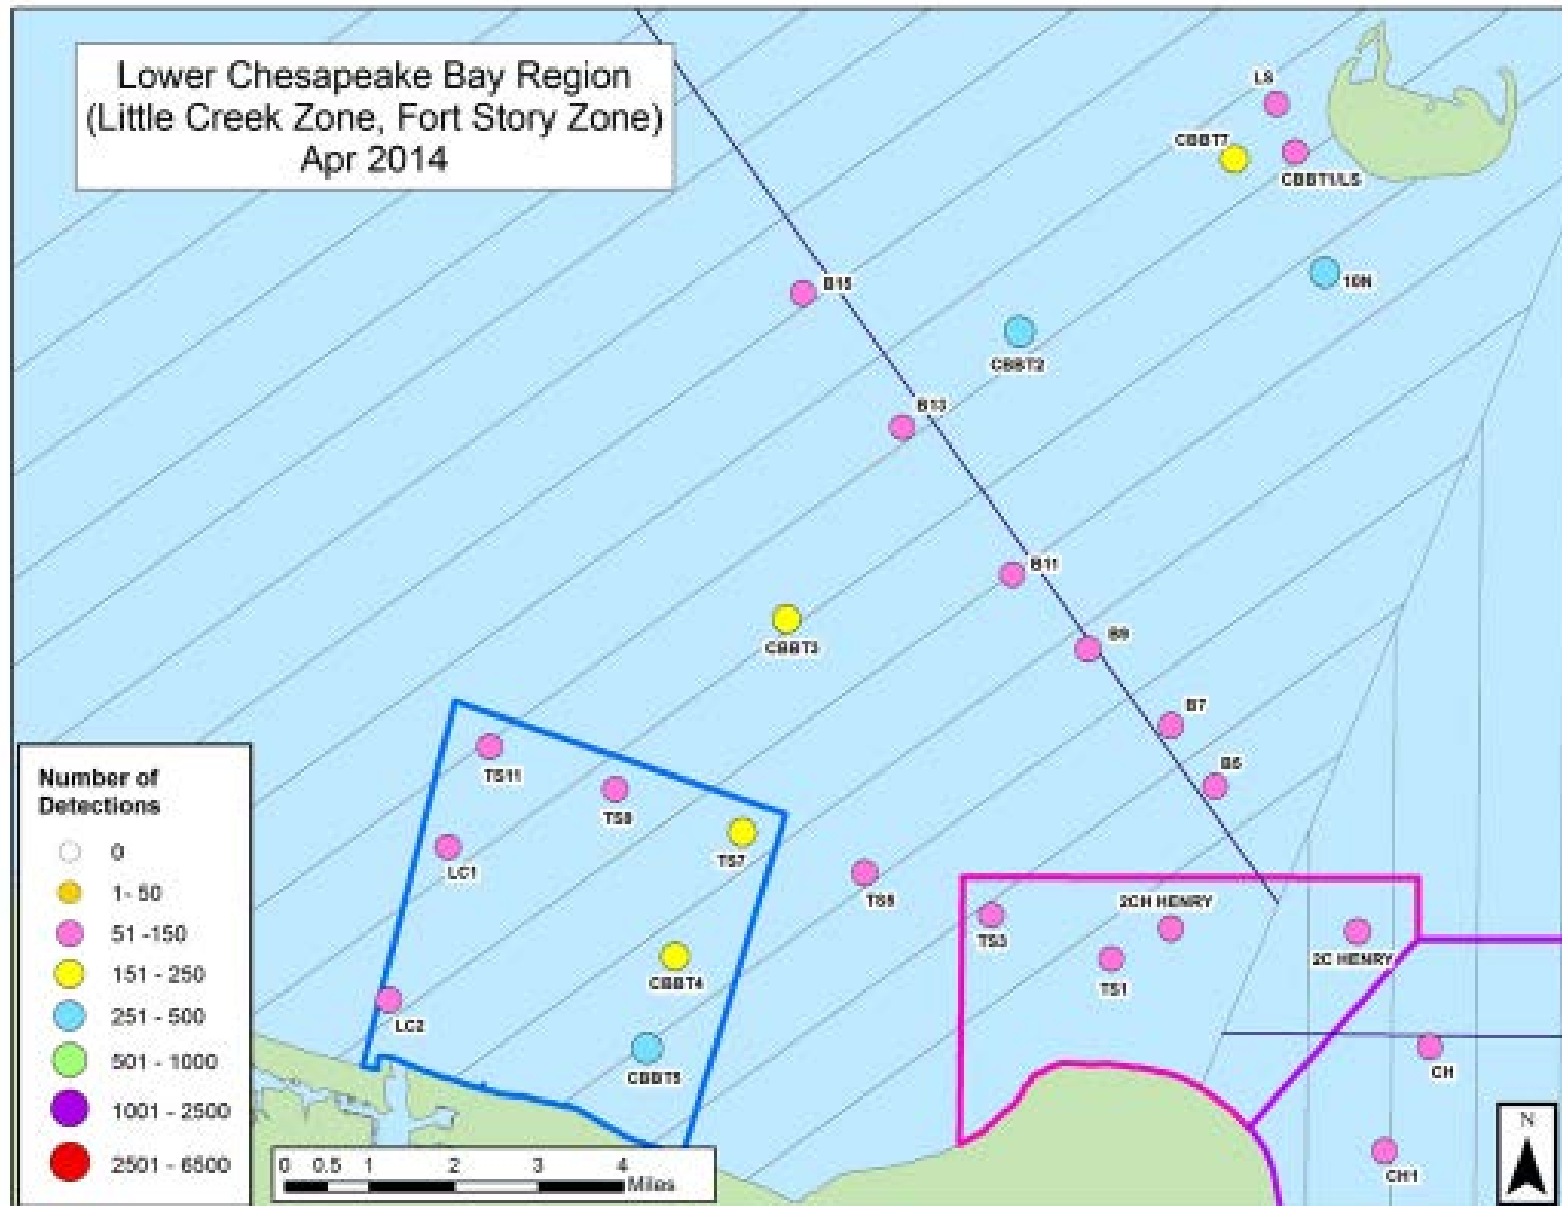 Lower Chesapeake Bay Region
(Little Creek Zone, Fort Story Zone)
Apr 2014
LS
CBBT7
CBBT1/LS
10N
B15
CBBT2
B13
B11
CBBT3
B9
B7
B5
TS11
TS9
TS7
LC1
TS5
2CH HENRY
TS3
2C HENRY
TS1
CBBT4
LC2
CH
CBBT5
CH1
Number of
Detections
0
1- 50
51 -150
151 - 250
251 - 500
501 - 1000
1001 - 2500
2501 - 6500
0 0.5 1 2 3 4
Miles
N